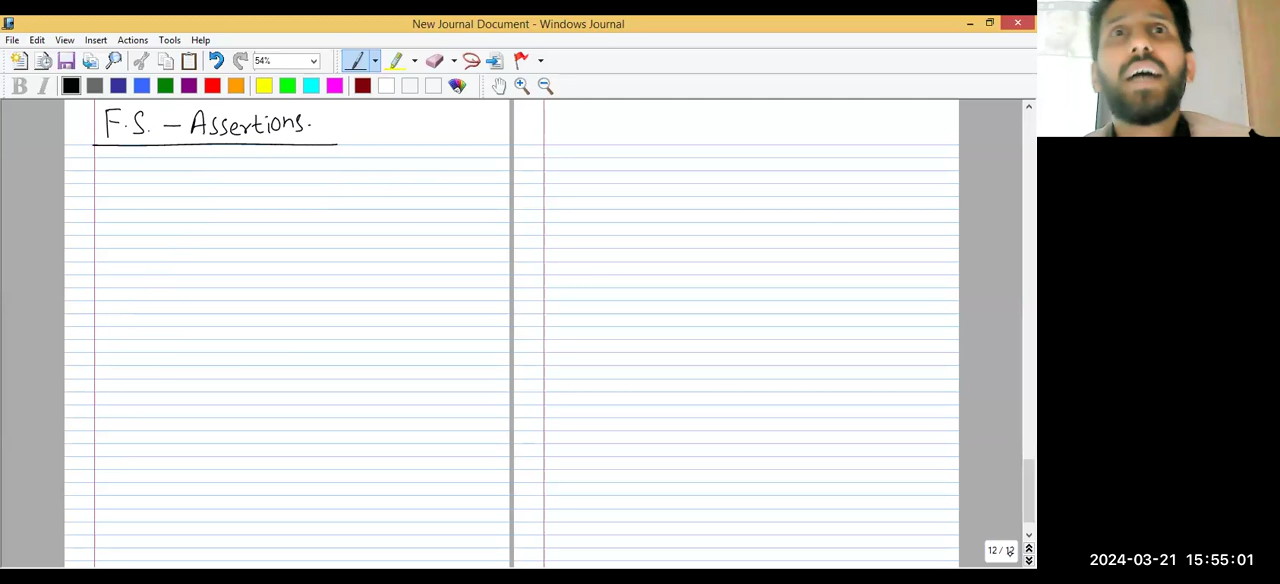 New Journal Document - Windows Journal
File Edit View Insert Actions Tools Help
54%
B I
F.S. – Assertions.
12 / 12
2024-03-21 15:55:01